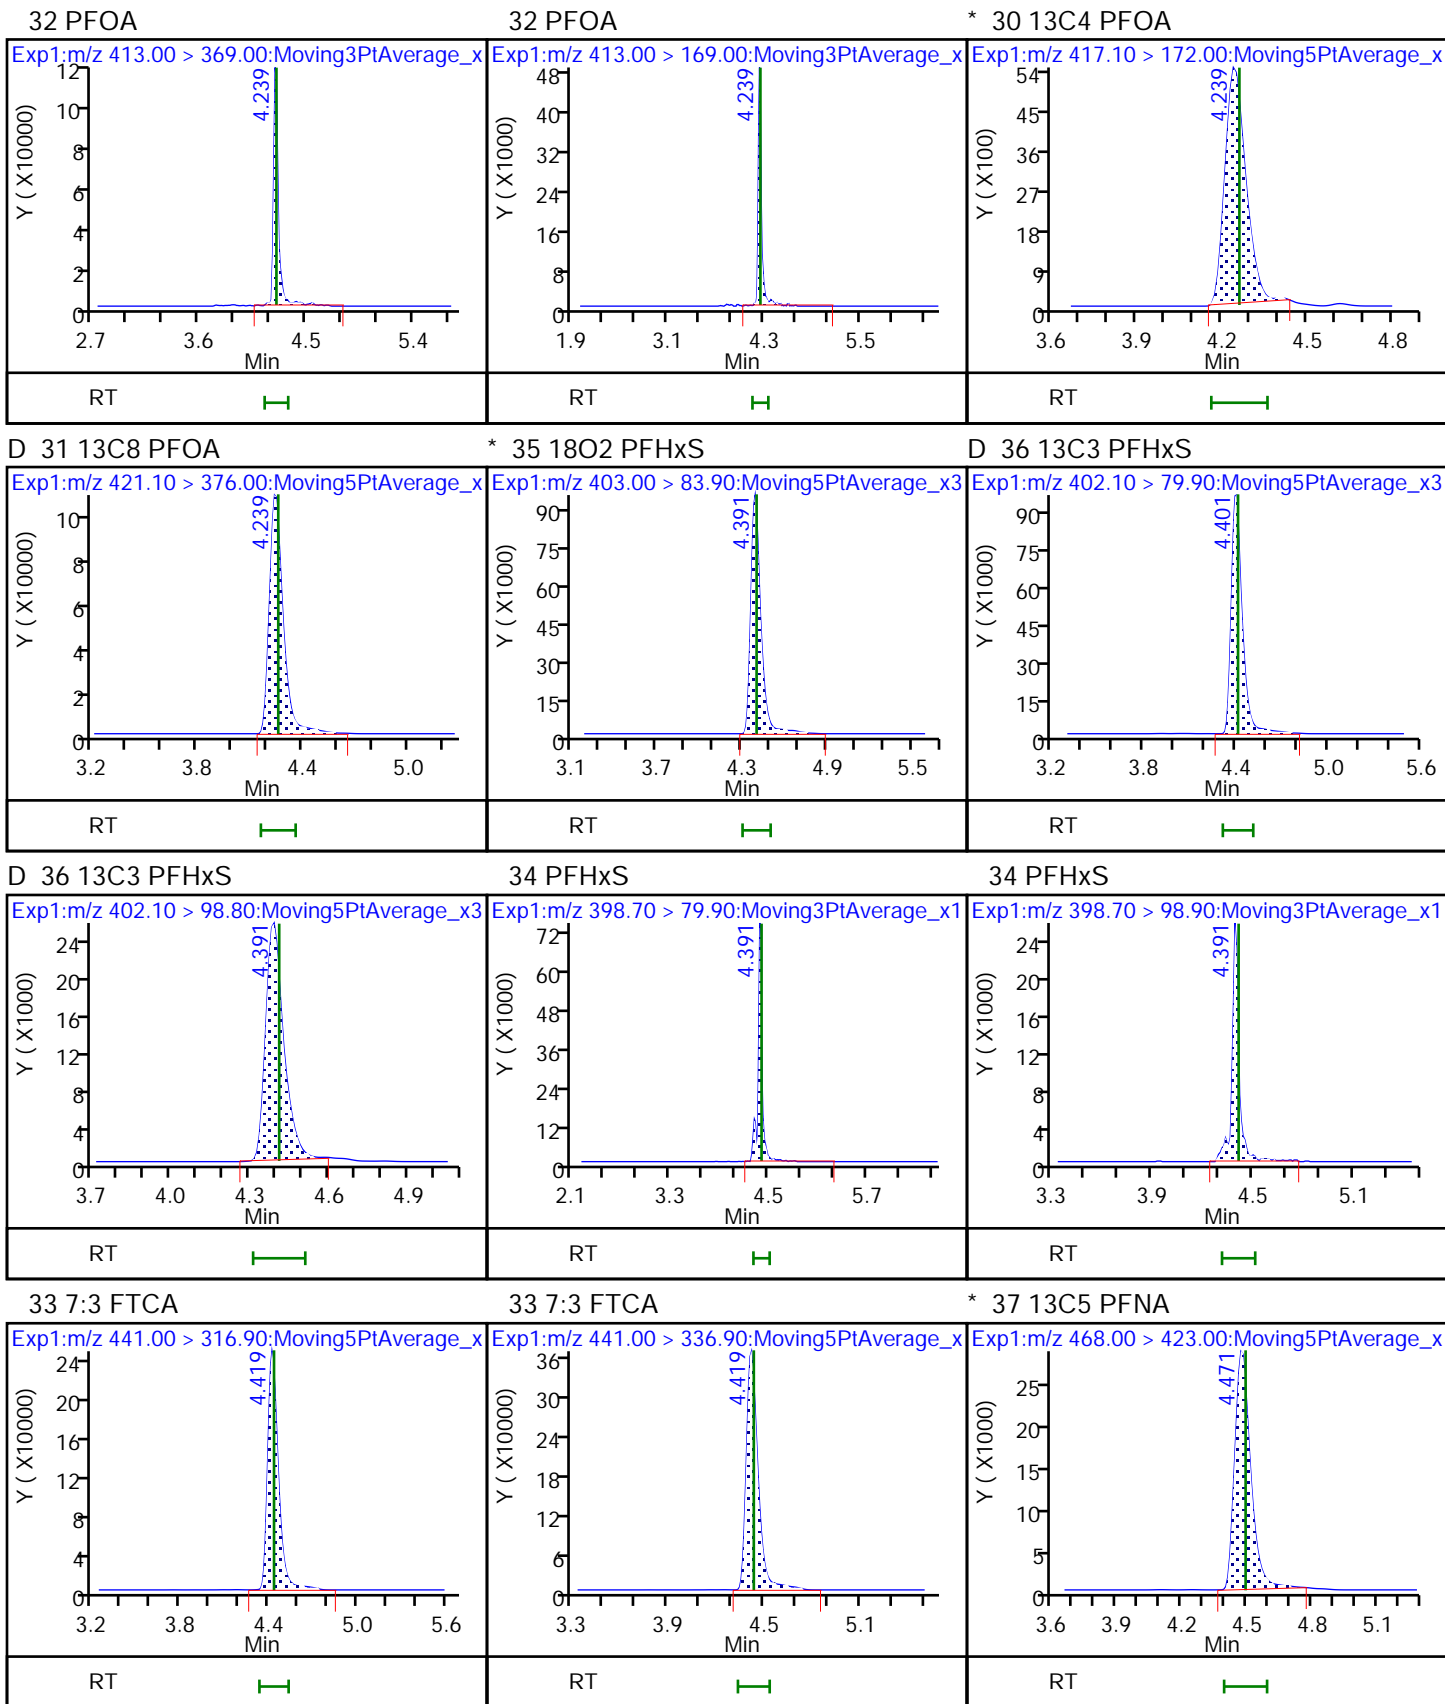 32 PFOA
Exp1:m/z 413.00 > 369.00:Moving3PtAverage_x
Y ( X10000)
12
10
8
6
4
2
0
4.239
2.7 3.6 4.5 5.4
Min
RT
32 PFOA
Exp1:m/z 413.00 > 169.00:Moving3PtAverage_x
Y ( X1000)
48
40
32
24
16
8
0
4.239
1.9 3.1 4.3 5.5
Min
RT
* 30 13C4 PFOA
Exp1:m/z 417.10 > 172.00:Moving5PtAverage_x
Y ( X100)
54
45
36
27
18
9
0
4.239
3.6 3.9 4.2 4.5 4.8
Min
RT
D 31 13C8 PFOA
Exp1:m/z 421.10 > 376.00:Moving5PtAverage_x
Y ( X10000)
10
8
6
4
2
0
4.239
3.2 3.8 4.4 5.0
Min
RT
* 35 18O2 PFHxS
Exp1:m/z 403.00 > 83.90:Moving5PtAverage_x3
Y ( X1000)
90
75
60
45
30
15
0
4.391
3.1 3.7 4.3 4.9 5.5
Min
RT
D 36 13C3 PFHxS
Exp1:m/z 402.10 > 79.90:Moving5PtAverage_x3
Y ( X1000)
90
75
60
45
30
15
0
4.401
3.2 3.8 4.4 5.0 5.6
Min
RT
D 36 13C3 PFHxS
Exp1:m/z 402.10 > 98.80:Moving5PtAverage_x3
Y ( X1000)
24
20
16
12
8
4
0
4.391
3.7 4.0 4.3 4.6 4.9
Min
RT
34 PFHxS
Exp1:m/z 398.70 > 79.90:Moving3PtAverage_x1
Y ( X1000)
72
60
48
36
24
12
0
4.391
2.1 3.3 4.5 5.7
Min
RT
34 PFHxS
Exp1:m/z 398.70 > 98.90:Moving3PtAverage_x1
Y ( X1000)
24
20
16
12
8
4
0
4.391
3.3 3.9 4.5 5.1
Min
RT
33 7:3 FTCA
Exp1:m/z 441.00 > 316.90:Moving5PtAverage_x
Y ( X10000)
24
20
16
12
8
4
0
4.419
3.2 3.8 4.4 5.0 5.6
Min
RT
33 7:3 FTCA
Exp1:m/z 441.00 > 336.90:Moving5PtAverage_x
Y ( X10000)
36
30
24
18
12
6
0
4.419
3.3 3.9 4.5 5.1
Min
RT
* 37 13C5 PFNA
Exp1:m/z 468.00 > 423.00:Moving5PtAverage_x
Y ( X1000)
25
20
15
10
5
0
4.471
3.6 3.9 4.2 4.5 4.8 5.1
Min
RT